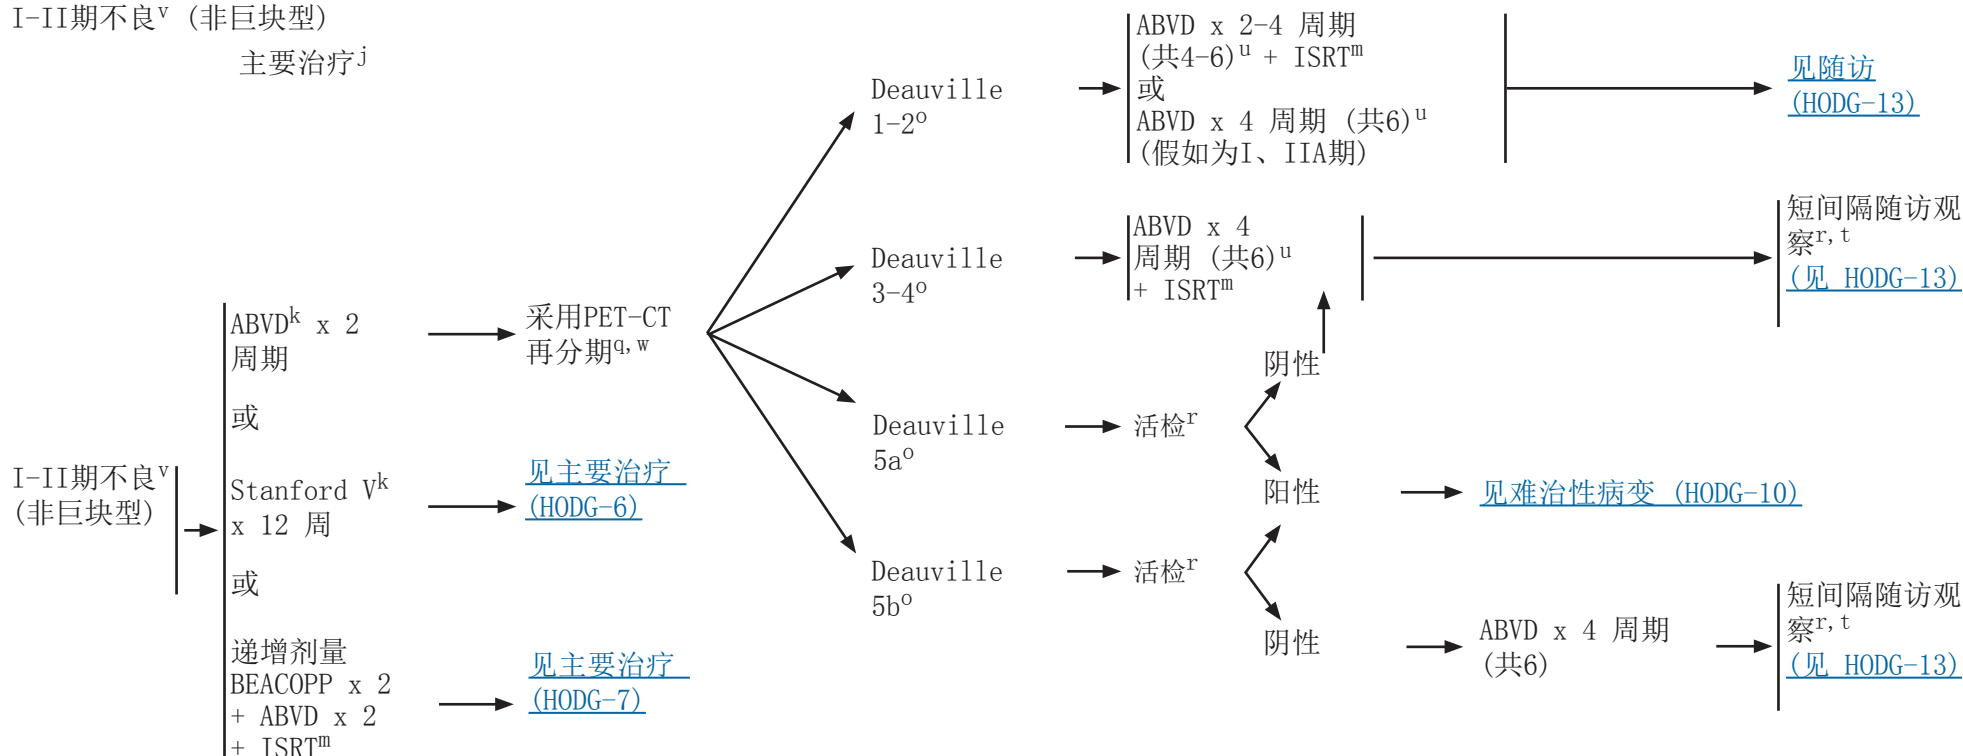 I-II期不良v (非巨块型)
主要治疗j
I-II期不良v
(非巨块型)
ABVDk x 2
周期
或
Stanford Vk
x 12 周
或
递增剂量
BEACOPP x 2
+ ABVD x 2
+ ISRTm
采用PET-CT
再分期q,w
见主要治疗
(HODG-6)
见主要治疗
(HODG-7)
Deauville
1-2o
ABVD x 2-4 周期
(共4-6)u + ISRTm
或
ABVD x 4 周期 (共6)u
(假如为I、IIA期)
见随访
(HODG-13)
Deauville
3-4o
ABVD x 4
周期 (共6)u
+ ISRTm
短间隔随访观
察r,t
(见 HODG-13)
Deauville
5ao
活检r
阴性
阳性
见难治性病变 (HODG-10)
Deauville
5bo
活检r
阴性
ABVD x 4 周期
(共6)
短间隔随访观
察r,t
(见 HODG-13)